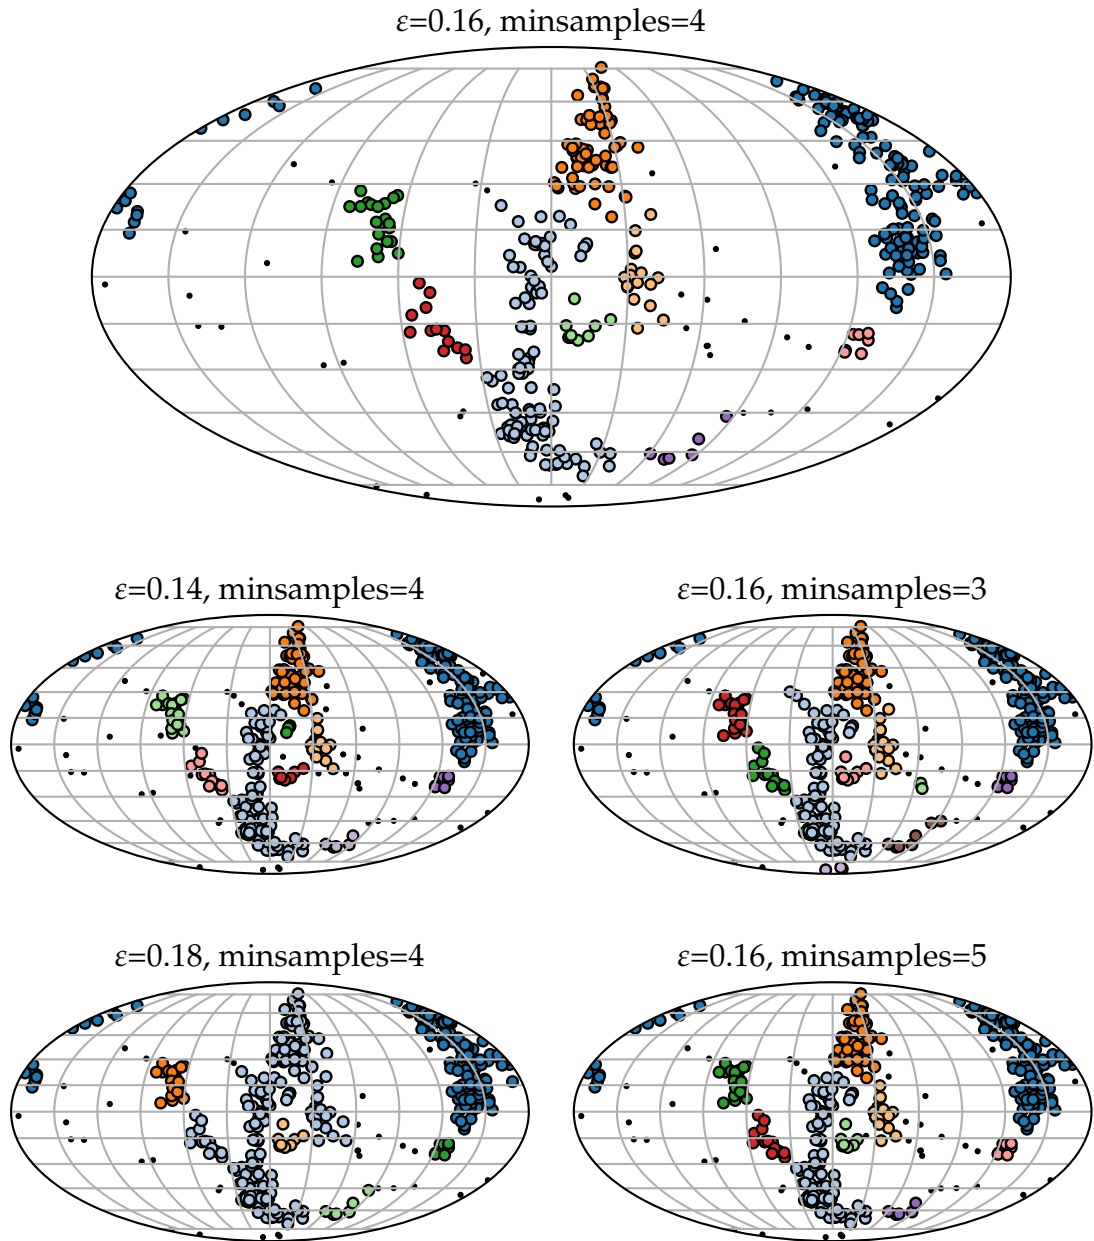 ε=0.16, minsamples=4
ε=0.14, minsamples=4
ε=0.16, minsamples=3
ε=0.18, minsamples=4
ε=0.16, minsamples=5